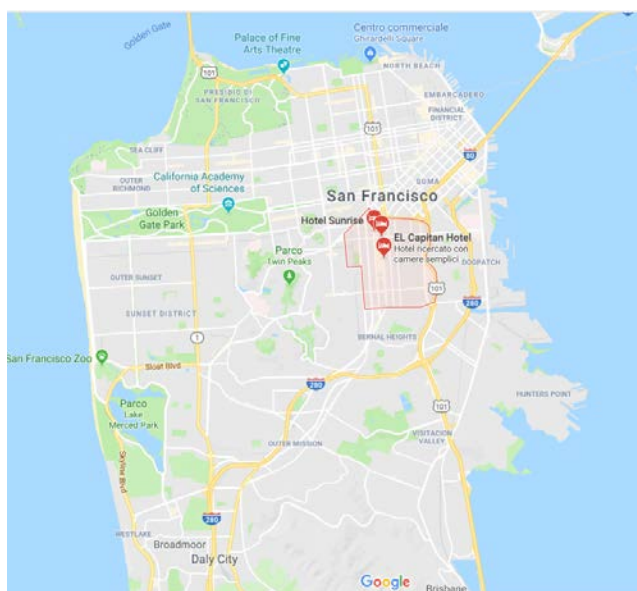 Golden Gate
Palace of Fine
Arts Theatre
Centro commerciale
Ghirardelli Square
NORTH BEACH
101
PRESIDIO DI
SAN FRANCISCO
EMBARCADERO
FINANCIAL
DISTRICT
101
SEA CLIFF
80
OUTER
RICHMOND
California Academy
of Sciences
SOMA
Golden
Gate Park
San Francisco
Hotel Sunrise
EL Capitan Hotel
Hotel ricercato con
camere semplici
Parco
Twin Peaks
DOGPATCH
OUTER SUNSET
101
280
SUNSET DISTRICT
1
BERNAL HEIGHTS
San Francisco Zoo
Sloat Blvd
280
HUNTERS POINT
Parco
Lake
Merced Park
101
OUTER MISSION
VISITACION
VALLEY
Skyline Blvd
280
WESTLAKE
Broadmoor
Daly City
Google
Brisbane